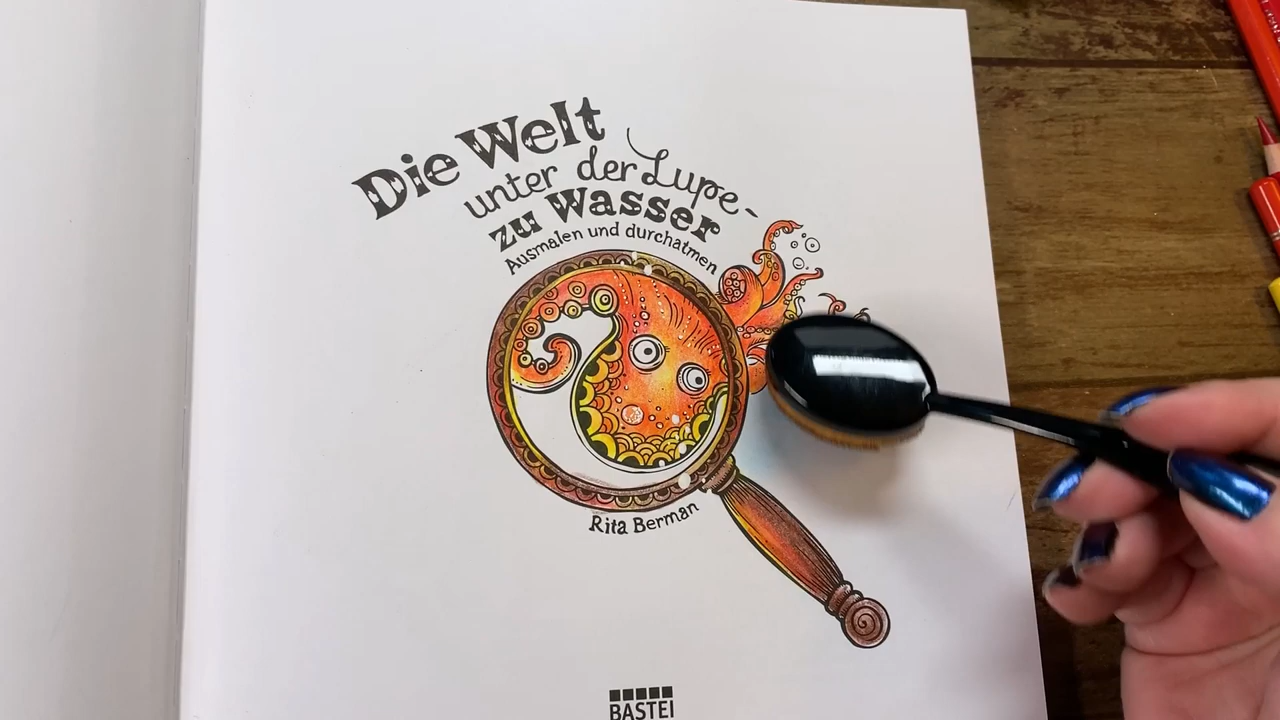 Die Welt
unter der Lupe-
zu Wasser
Ausmalen und durchatmen
Rita Berman
BASTEI